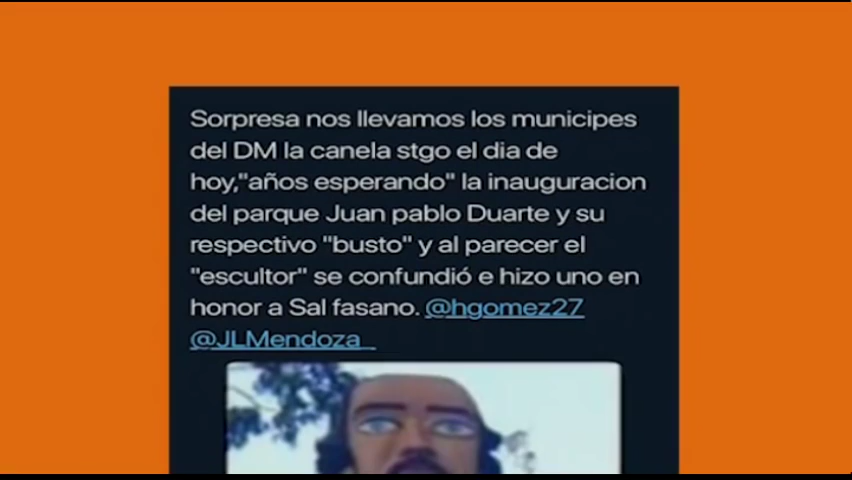 Sorpresa nos llevamos los municipes
del DM la canela stgo el dia de
hoy,"años esperando" la inauguracion
del parque Juan pablo Duarte y su
respectivo "busto" y al parecer el
"escultor" se confundió e hizo uno en
honor a Sal fasano. @hgomez27
@JLMendoza_